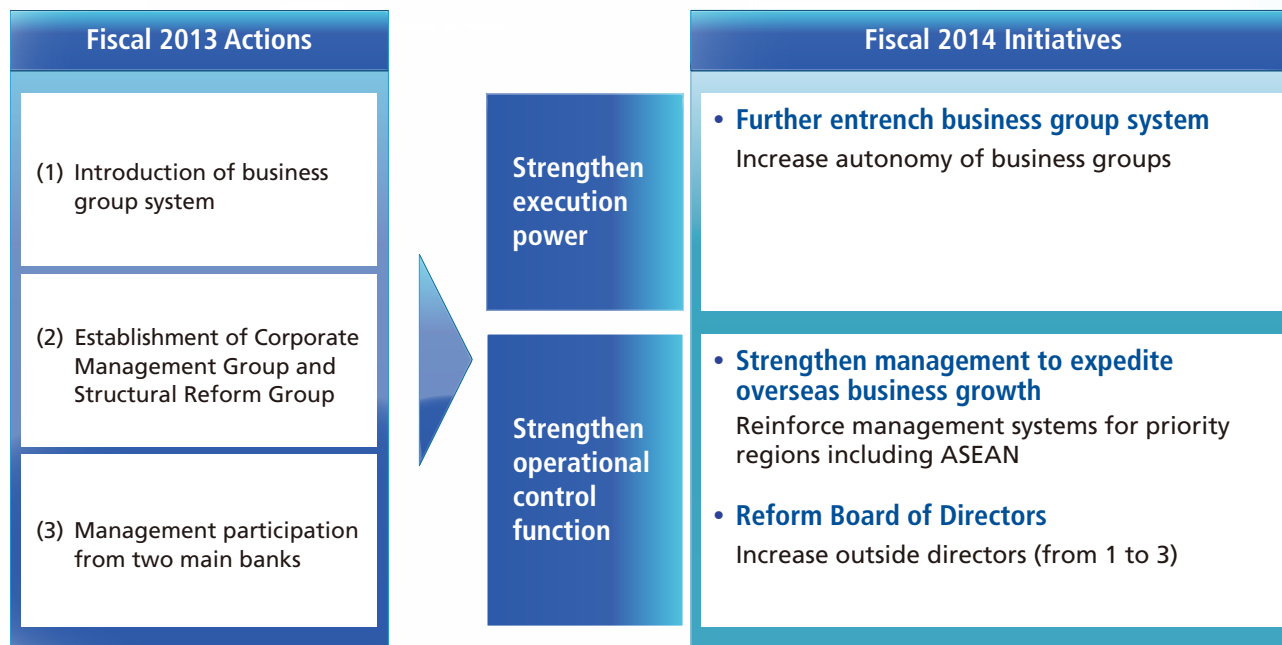 Fiscal 2013 Actions
(1) Introduction of business
group system
(2) Establishment of Corporate
Management Group and
Structural Reform Group
(3) Management participation
from two main banks
Strengthen
execution
power
Strengthen
operational
control
function
Fiscal 2014 Initiatives
• Further entrench business group system
Increase autonomy of business groups
• Strengthen management to expedite
overseas business growth
Reinforce management systems for priority
regions including ASEAN
• Reform Board of Directors
Increase outside directors (from 1 to 3)